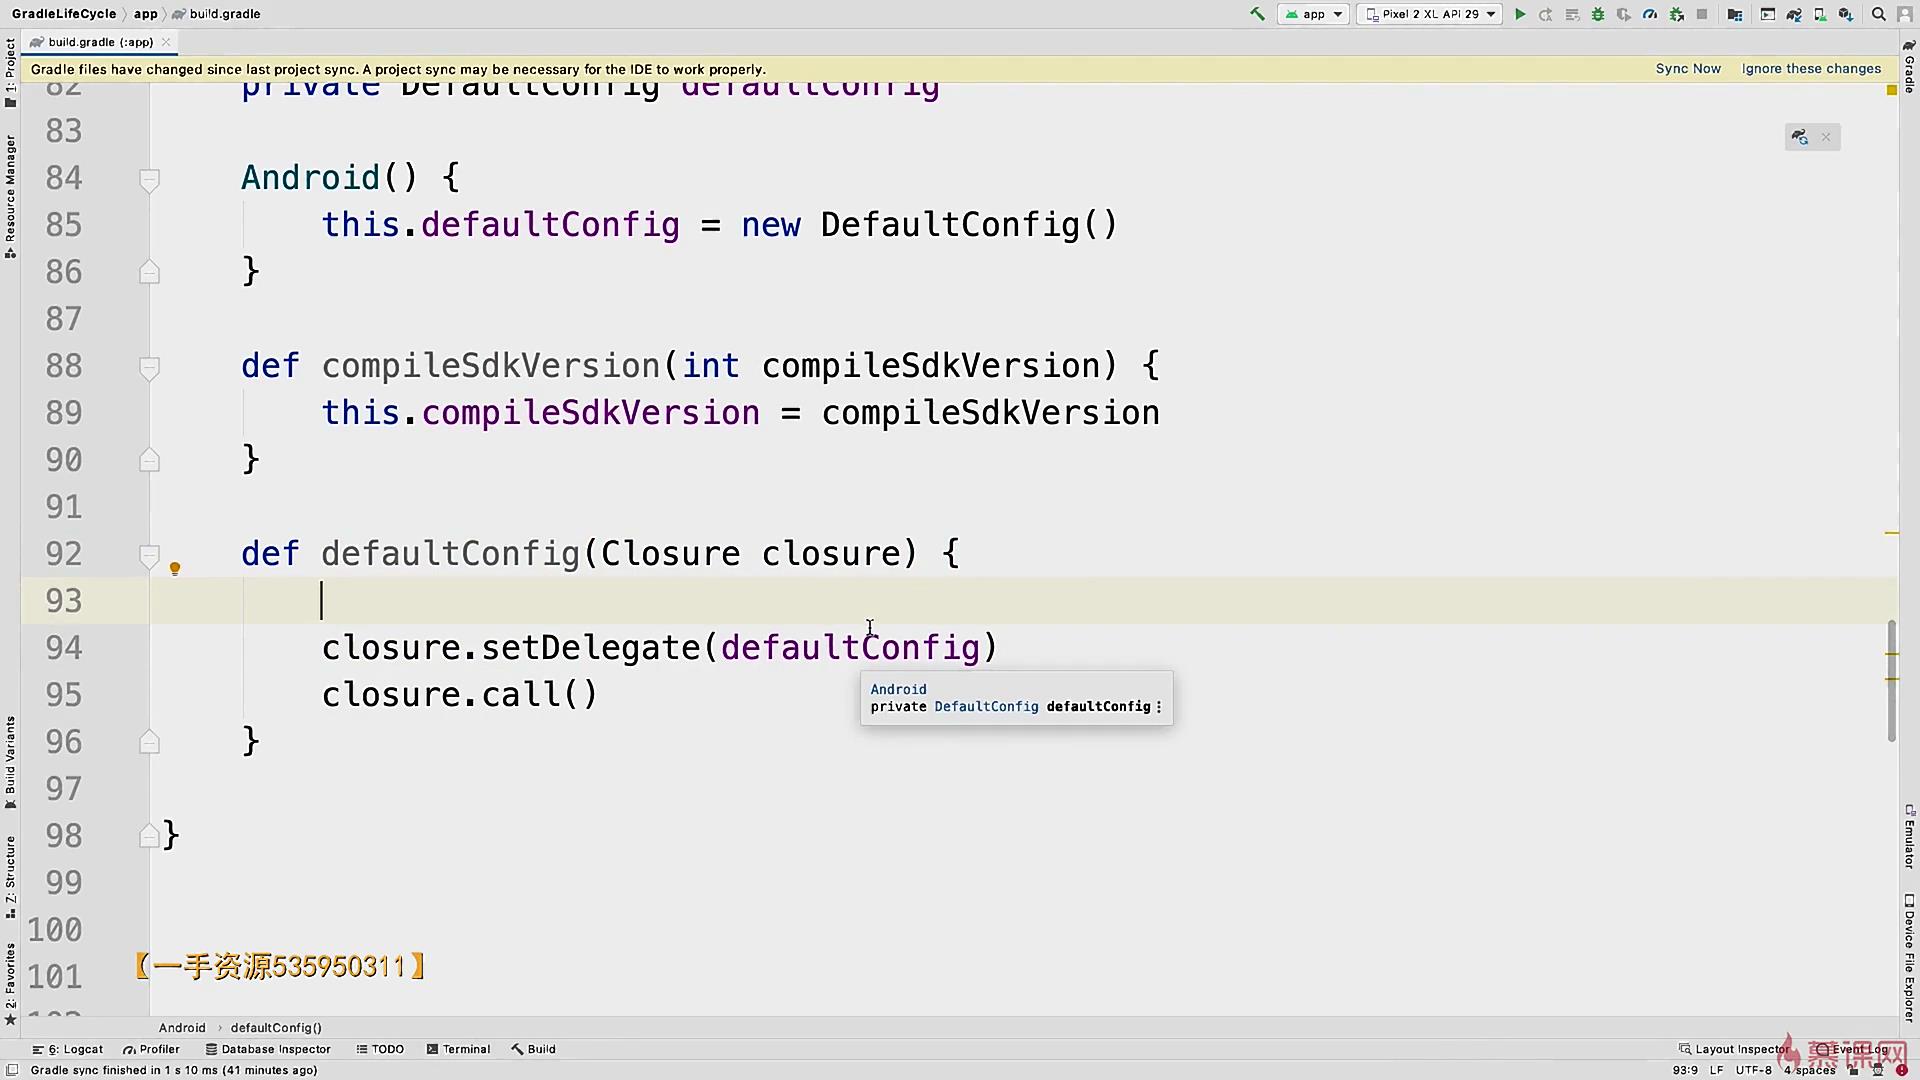 GradleLifeCycle › app › build.gradle
app
Pixel 2 XL API 29
build.gradle (:app)
Gradle files have changed since last project sync. A project sync may be necessary for the IDE to work properly.
Sync Now
Ignore these changes
1: Project
Resource Manager
Build Variants
7: Structure
2: Favorites
Gradle
Emulator
Device File Explorer
82 private DefaultConfig defaultConfig
83
84 Android() {
85 this.defaultConfig = new DefaultConfig()
86 }
87
88 def compileSdkVersion(int compileSdkVersion) {
89 this.compileSdkVersion = compileSdkVersion
90 }
91
92 def defaultConfig(Closure closure) {
93
94 closure.setDelegate(defaultConfig)
95 closure.call()
96 }
97
98 }
99
100
101
Android
private DefaultConfig defaultConfig
【一手资源535950311】
Android › defaultConfig()
6: Logcat
Profiler
Database Inspector
TODO
Terminal
Build
Layout Inspector
Event Log
慕课网
Gradle sync finished in 1 s 10 ms (41 minutes ago)
93:9 LF UTF-8 4 spaces